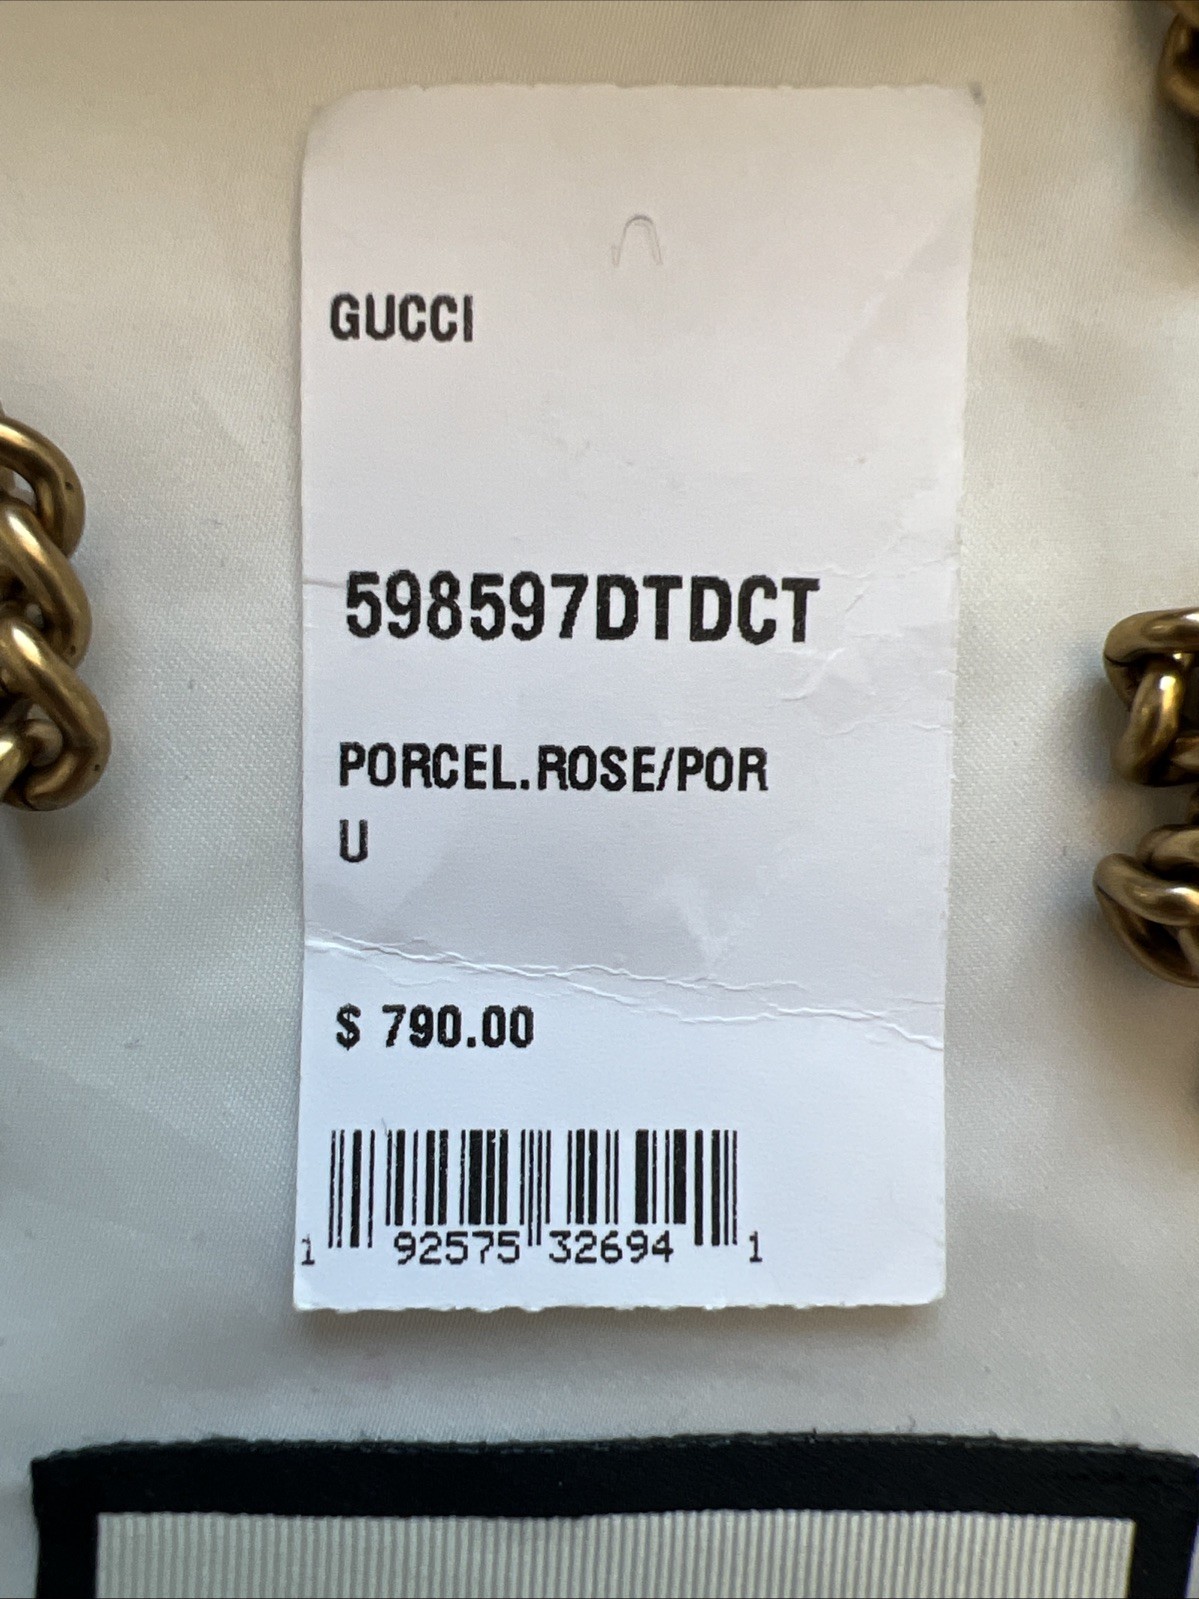 GUCCI
598597DTDCT
PORCEL.ROSE/POR
U
$ 790.00
1 92575 32694 1